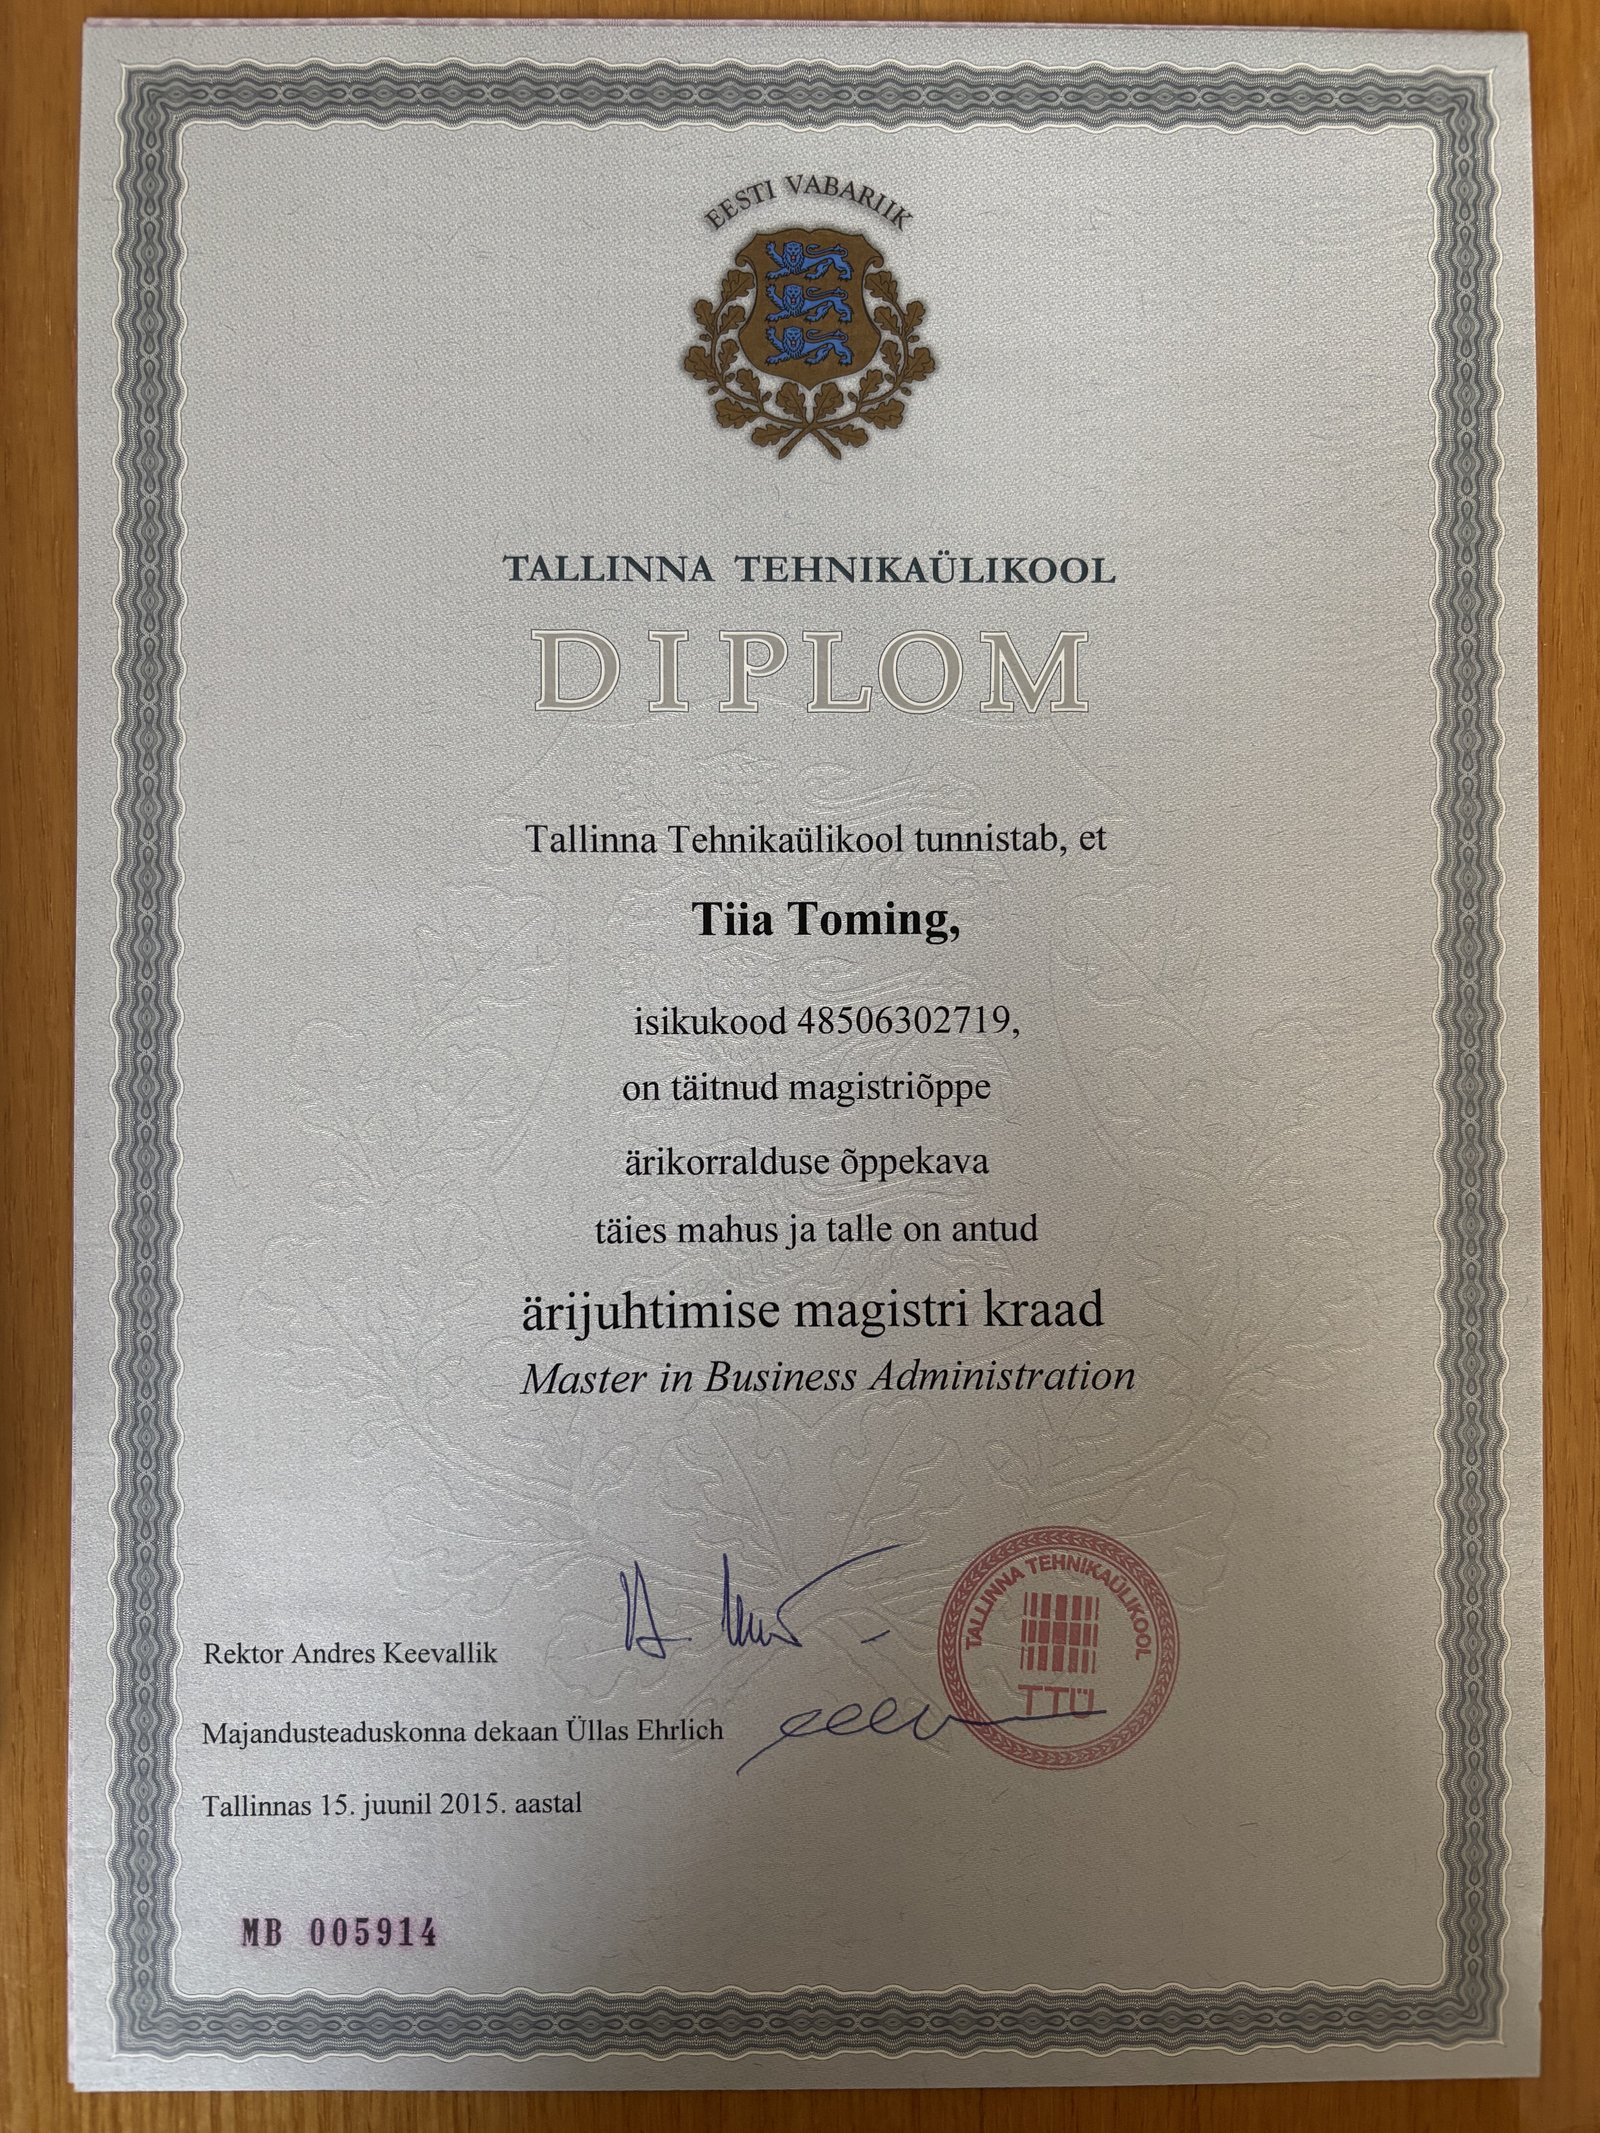 EESTI VABARIIK
TALLINNA TEHNIKAÜLIKOOL
DIPLOM
Tallinna Tehnikaülikool tunnistab, et
Tiia Toming,
isikukood 48506302719,
on täitnud magistriõppe
ärikorralduse õppekava
täies mahus ja talle on antud
ärijuhtimise magistri kraad
Master in Business Administration
TALLINNA TEHNIKAÜLIKOOL
TTÜ
Rektor Andres Keevallik
Majandusteaduskonna dekaan Üllas Ehrlich
Tallinnas 15. juunil 2015. aastal
MB 005914